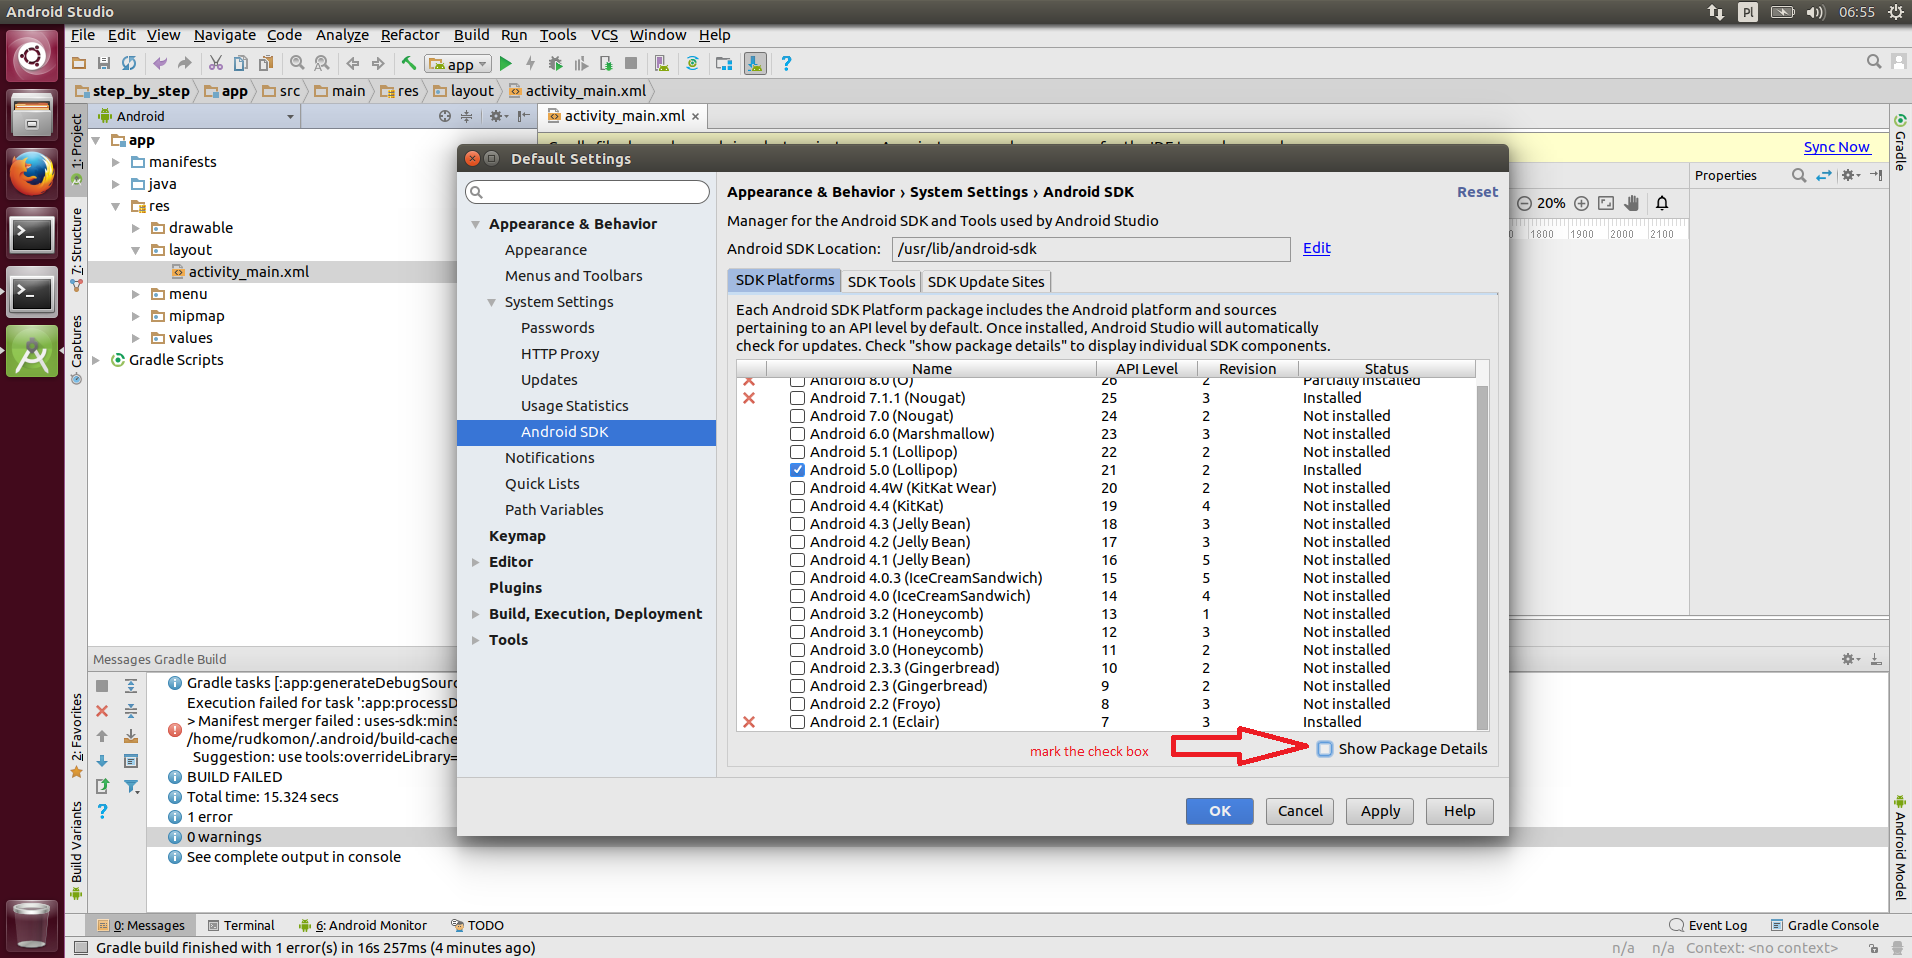 Android Studio
Pl
06:55
File Edit View Navigate Code Analyze Refactor Build Run Tools VCS Window Help
app
step_by_step app src main res layout activity_main.xml
1: Project
7: Structure
Captures
2: Favorites
Build Variants
Android
app
manifests
java
res
drawable
layout
activity_main.xml
menu
mipmap
values
Gradle Scripts
activity_main.xml
Sync Now
Properties
20%
1800 1900 2000 2100
Gradle
Android Model
Default Settings
Appearance & Behavior
Appearance
Menus and Toolbars
System Settings
Passwords
HTTP Proxy
Updates
Usage Statistics
Android SDK
Notifications
Quick Lists
Path Variables
Keymap
Editor
Plugins
Build, Execution, Deployment
Tools
Appearance & Behavior › System Settings › Android SDK
Reset
Manager for the Android SDK and Tools used by Android Studio
Android SDK Location: /usr/lib/android-sdk Edit
SDK Platforms SDK Tools SDK Update Sites
Each Android SDK Platform package includes the Android platform and sources
pertaining to an API level by default. Once installed, Android Studio will automatically
check for updates. Check "show package details" to display individual SDK components.
Name API Level Revision Status
Android 8.0 (O) 26 2 Partially installed
Android 7.1.1 (Nougat) 25 3 Installed
Android 7.0 (Nougat) 24 2 Not installed
Android 6.0 (Marshmallow) 23 3 Not installed
Android 5.1 (Lollipop) 22 2 Not installed
Android 5.0 (Lollipop) 21 2 Installed
Android 4.4W (KitKat Wear) 20 2 Not installed
Android 4.4 (KitKat) 19 4 Not installed
Android 4.3 (Jelly Bean) 18 3 Not installed
Android 4.2 (Jelly Bean) 17 3 Not installed
Android 4.1 (Jelly Bean) 16 5 Not installed
Android 4.0.3 (IceCreamSandwich) 15 5 Not installed
Android 4.0 (IceCreamSandwich) 14 4 Not installed
Android 3.2 (Honeycomb) 13 1 Not installed
Android 3.1 (Honeycomb) 12 3 Not installed
Android 3.0 (Honeycomb) 11 2 Not installed
Android 2.3.3 (Gingerbread) 10 2 Not installed
Android 2.3 (Gingerbread) 9 2 Not installed
Android 2.2 (Froyo) 8 3 Not installed
Android 2.1 (Eclair) 7 3 Installed
mark the check box
Show Package Details
OK Cancel Apply Help
Messages Gradle Build
Gradle tasks [:app:generateDebugSour
Execution failed for task ':app:processD
> Manifest merger failed : uses-sdk:minS
/home/rudkomon/.android/build-cache
Suggestion: use tools:overrideLibrary=
BUILD FAILED
Total time: 15.324 secs
1 error
0 warnings
See complete output in console
0: Messages Terminal 6: Android Monitor TODO
Event Log Gradle Console
Gradle build finished with 1 error(s) in 16s 257ms (4 minutes ago)
n/a n/a Context: <no context>